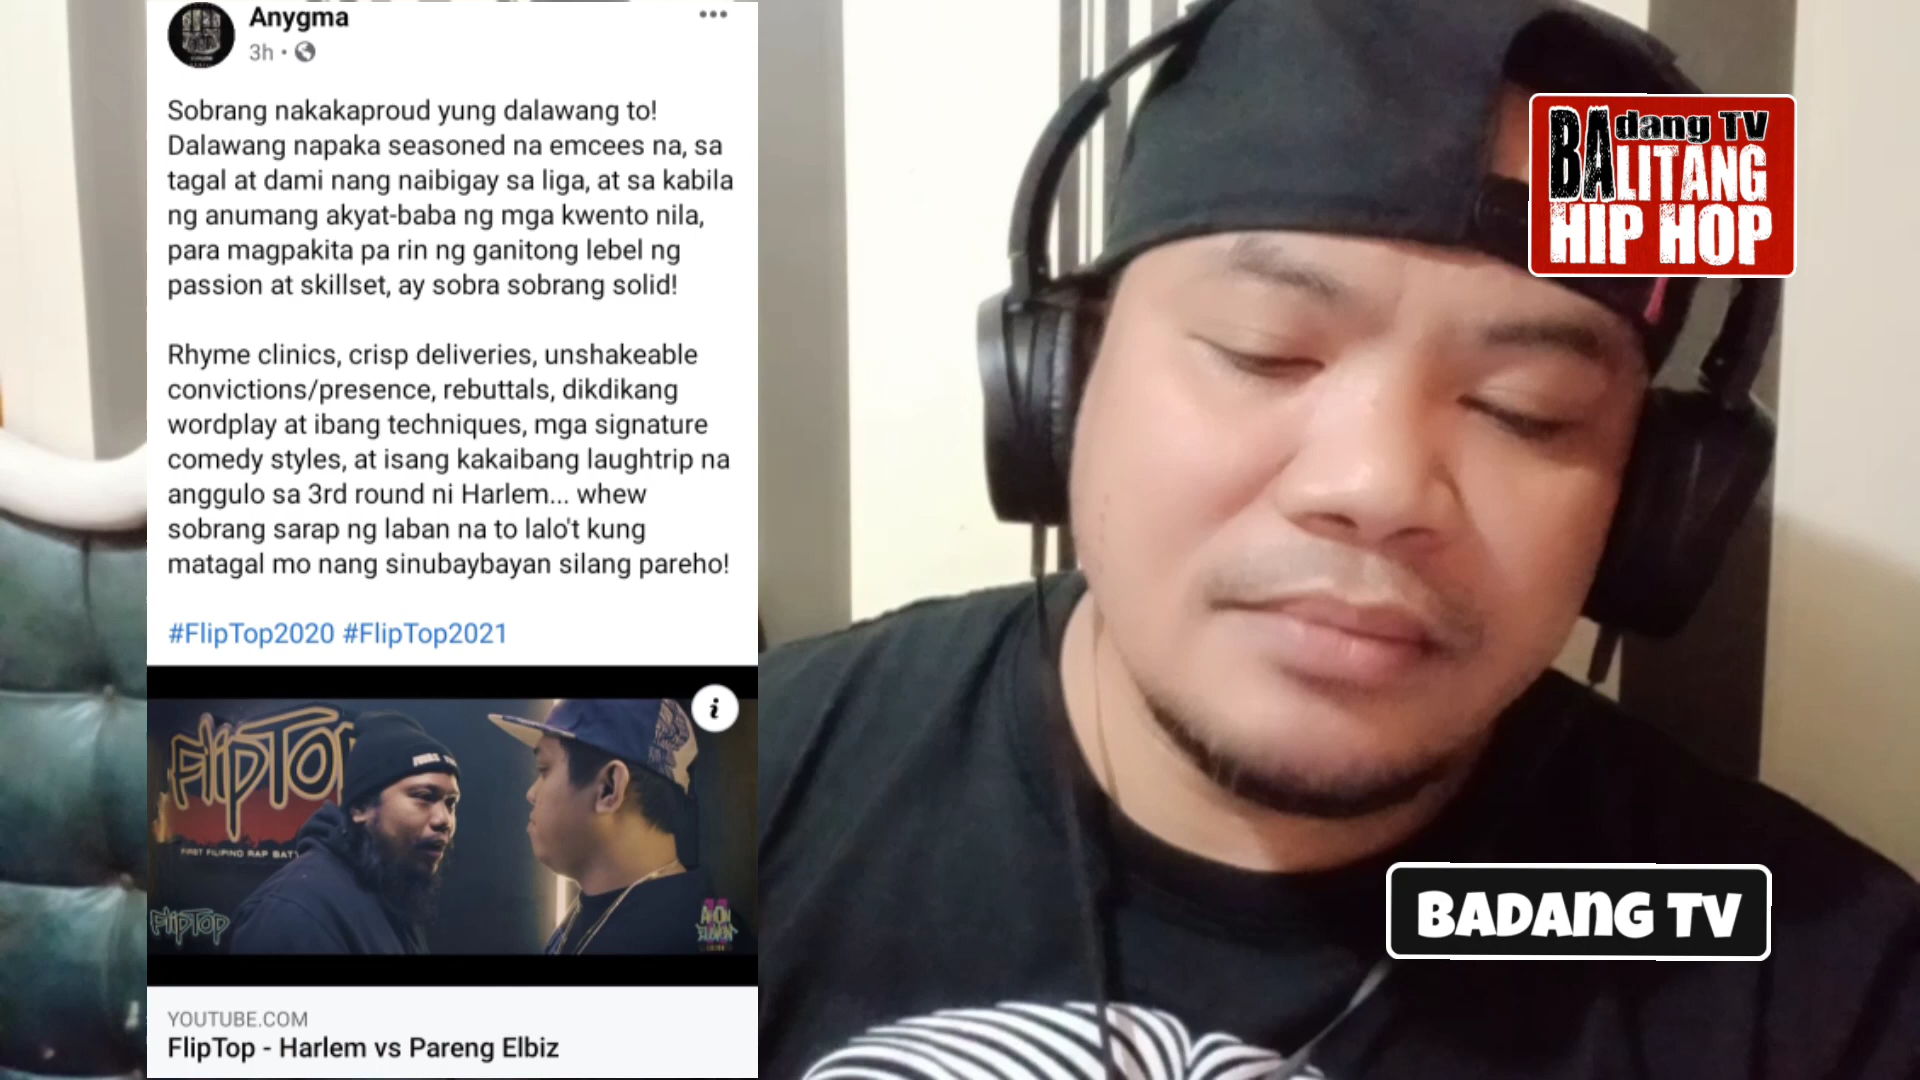 Anygma
3h
Sobrang nakakaproud yung dalawang to!
Dalawang napaka seasoned na emcees na, sa
tagal at dami nang naibigay sa liga, at sa kabila
ng anumang akyat-baba ng mga kwento nila,
para magpakita pa rin ng ganitong lebel ng
passion at skillset, ay sobra sobrang solid!
Rhyme clinics, crisp deliveries, unshakeable
convictions/presence, rebuttals, dikdikang
wordplay at ibang techniques, mga signature
comedy styles, at isang kakaibang laughtrip na
anggulo sa 3rd round ni Harlem... whew
sobrang sarap ng laban na to lalo't kung
matagal mo nang sinubaybayan silang pareho!
#FlipTop2020 #FlipTop2021
FlipTo
FIRST FILIPINO RAP BAT
FlipTop
YOUTUBE.COM
FlipTop - Harlem vs Pareng Elbiz
BAdang TV
BALITANG
HIP HOP
BADANG TV